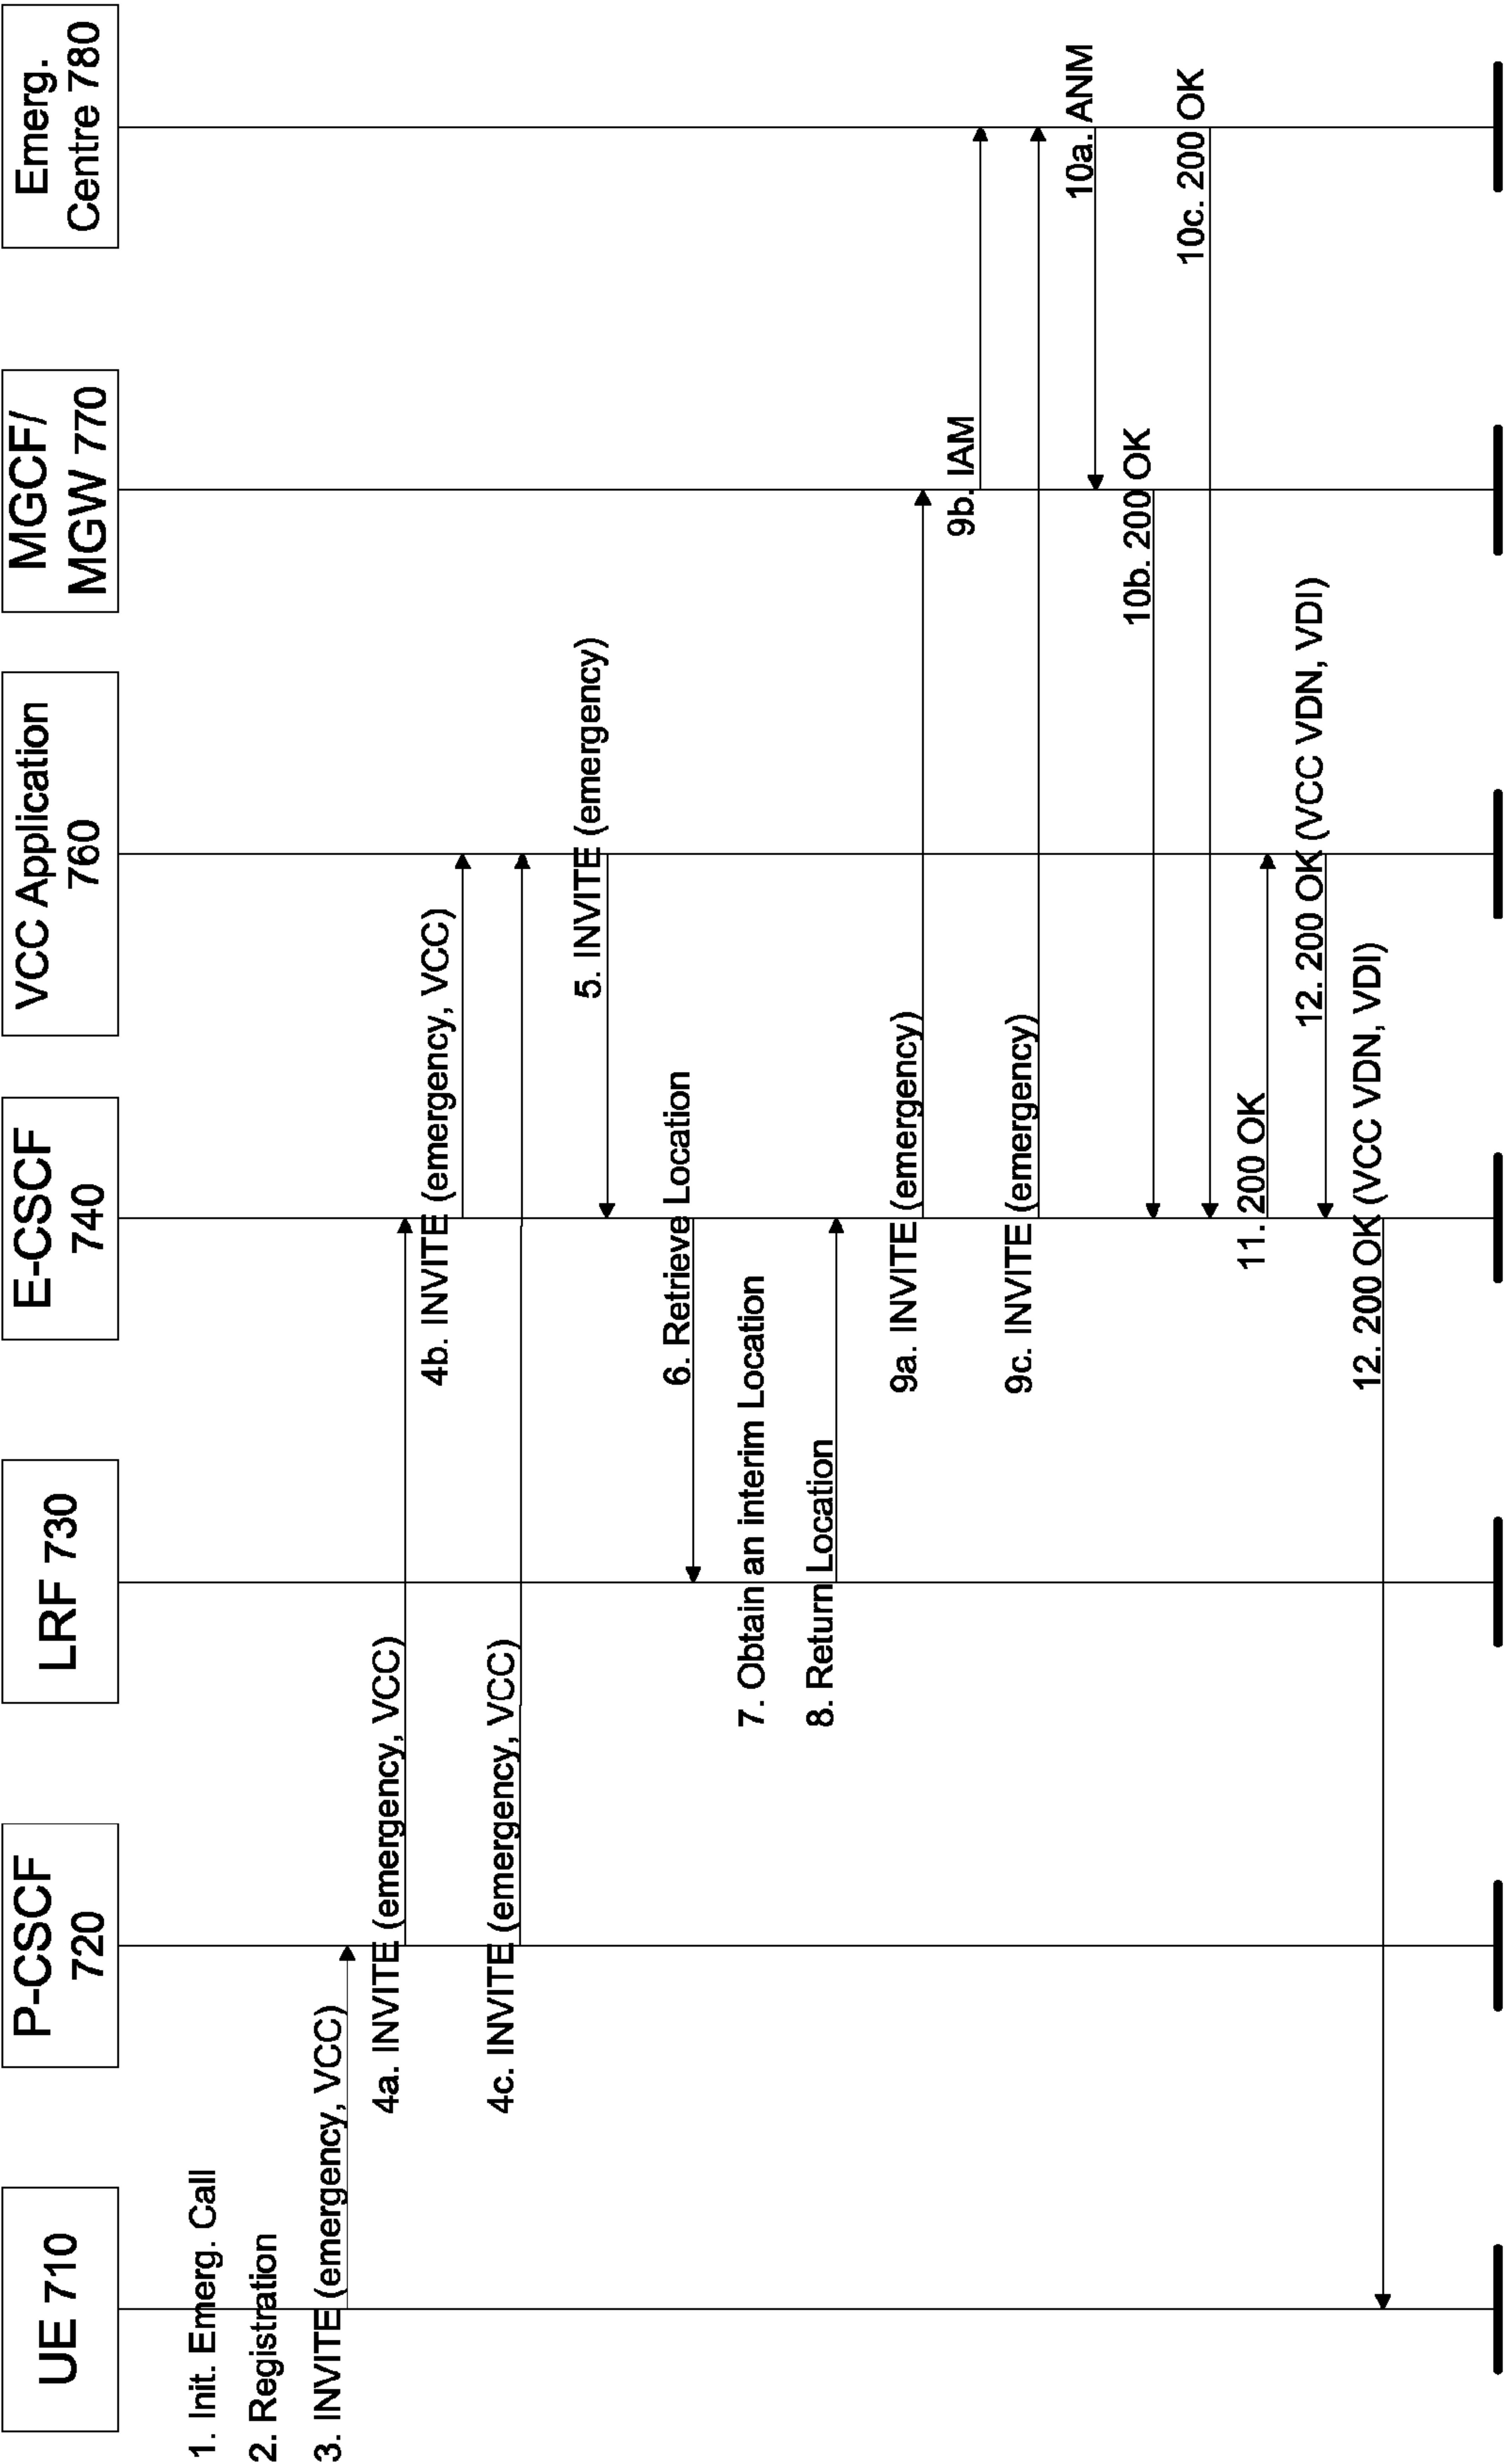 UE 710
P-CSCF
720
LRF 730
E-CSCF
740
VCC Application
760
MGCF/
MGW 770
Emerg.
Centre 780
1. Init. Emerg. Call
2. Registration
3. INVITE (emergency, VCC)
4a. INVITE (emergency, VCC)
4b. INVITE (emergency, VCC)
4c. INVITE (emergency, VCC)
5. INVITE (emergency)
6. Retrieve Location
7. Obtain an interim Location
8. Return Location
9a. INVITE (emergency)
9b. IAM
9c. INVITE (emergency)
10a. ANM
10b. 200 OK
10c. 200 OK
11. 200 OK
12. 200 OK (VCC VDN, VDI)
12. 200 OK (VCC VDN, VDI)